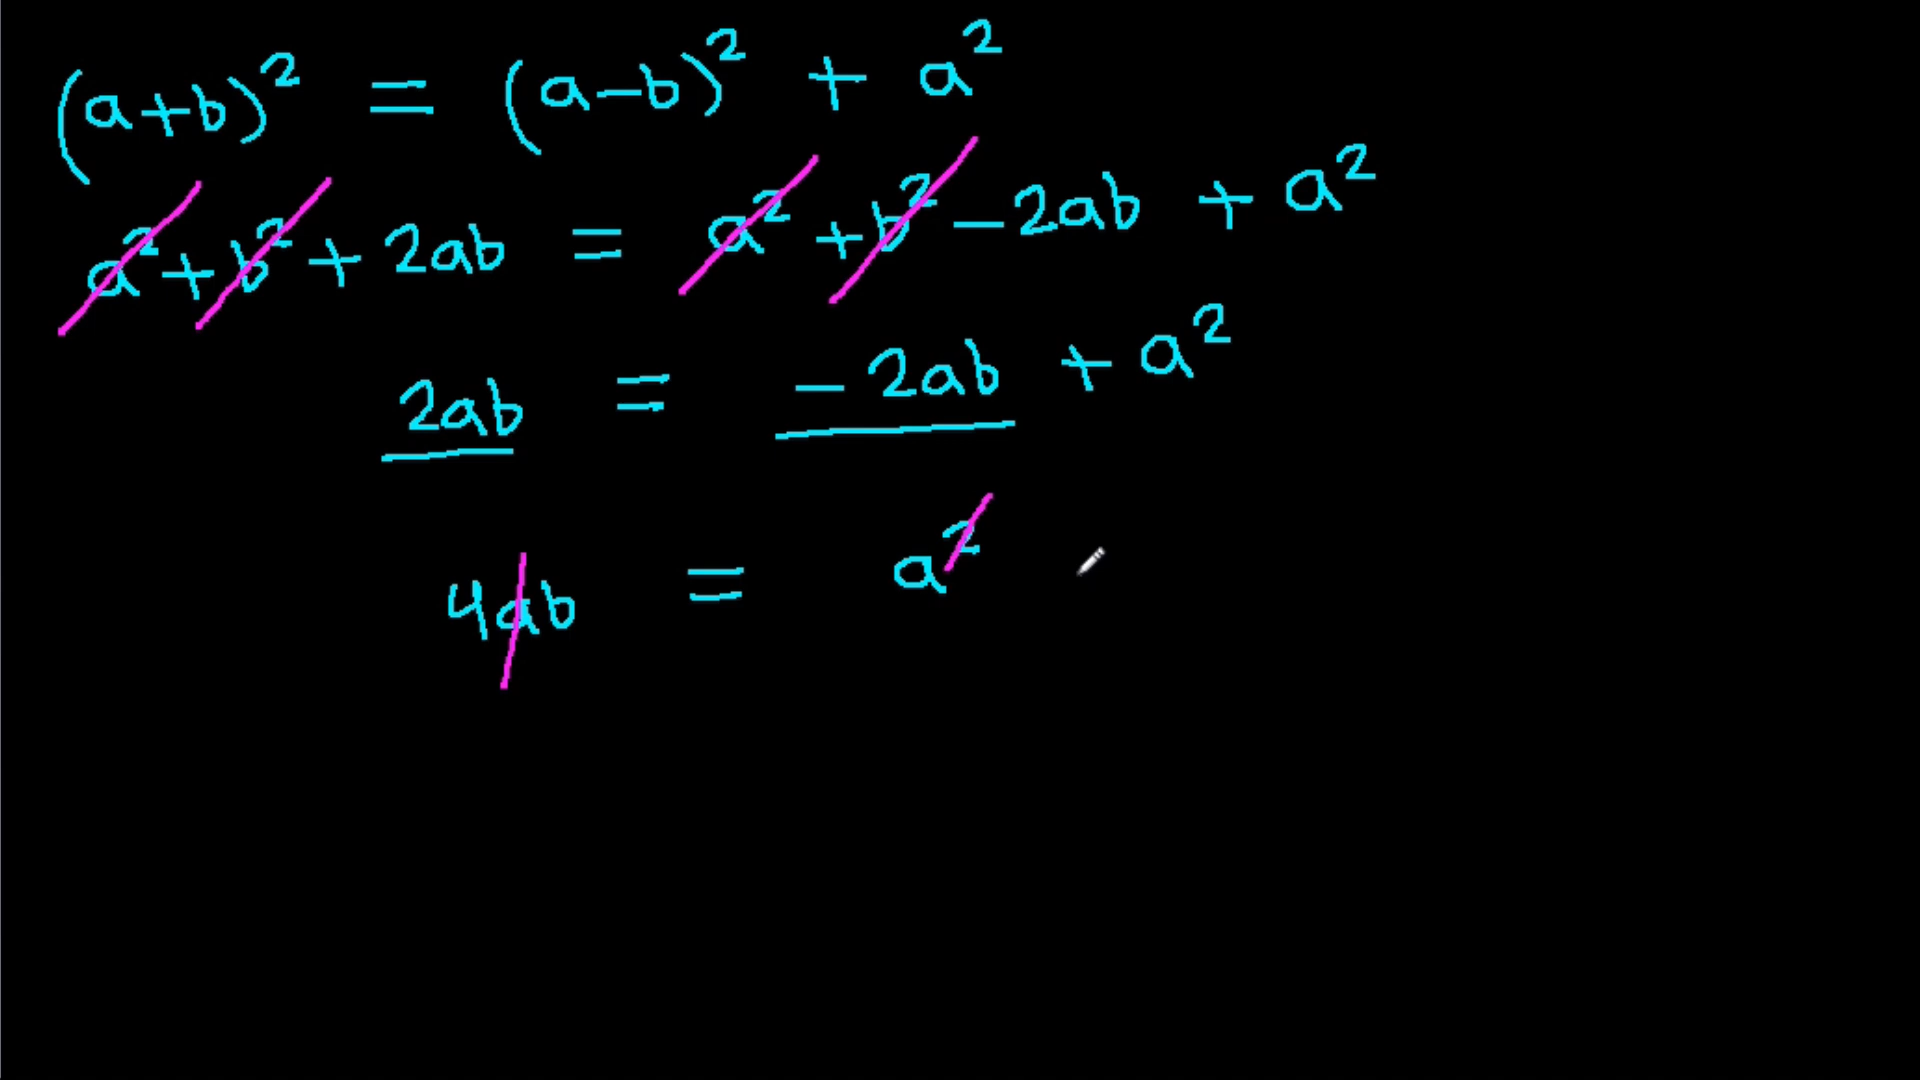 (a+b)² = (a-b)² + a²
a² + b² + 2ab = a² + b² - 2ab + a²
2ab = - 2ab + a²
4ab = a²